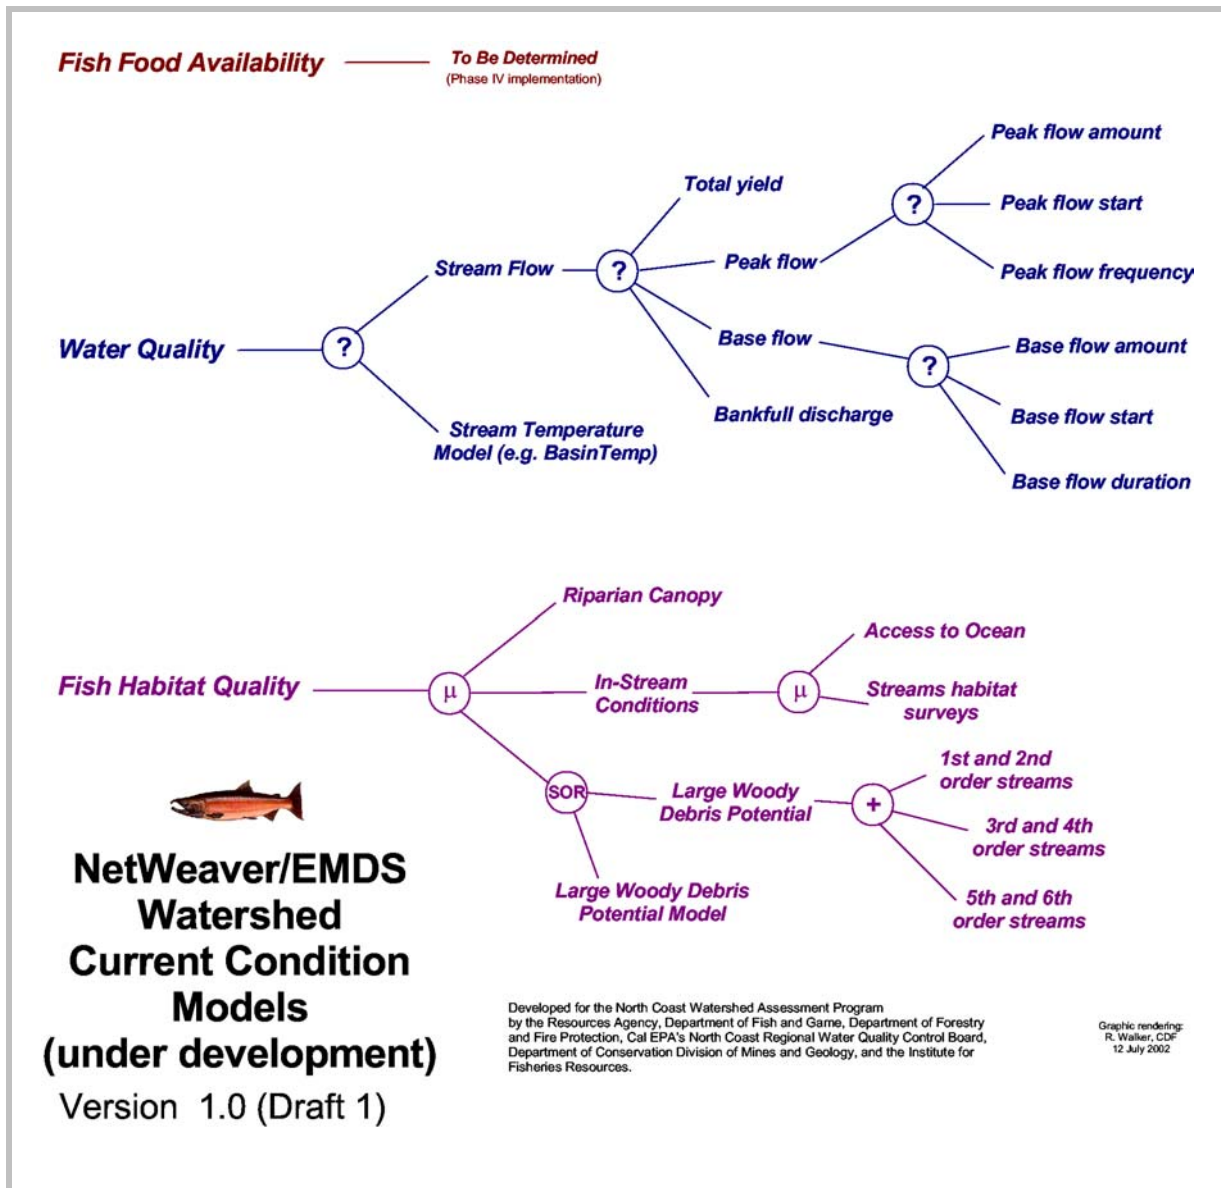 Fish Food Availability
To Be Determined
(Phase IV implementation)
Peak flow amount
Total yield
?
Peak flow start
Stream Flow
?
Peak flow
Peak flow frequency
Water Quality
?
Base flow
Base flow amount
?
Base flow start
Bankfull discharge
Stream Temperature
Model (e.g. BasinTemp)
Base flow duration
Riparian Canopy
Access to Ocean
Fish Habitat Quality
μ
In-Stream
Conditions
μ
Streams habitat
surveys
1st and 2nd
order streams
SOR
Large Woody
Debris Potential
+
3rd and 4th
order streams
Large Woody Debris
Potential Model
5th and 6th
order streams
NetWeaver/EMDS
Watershed
Current Condition
Models
(under development)
Version 1.0 (Draft 1)
Developed for the North Coast Watershed Assessment Program
by the Resources Agency, Department of Fish and Game, Department of Forestry
and Fire Protection, Cal EPA's North Coast Regional Water Quality Control Board,
Department of Conservation Division of Mines and Geology, and the Institute for
Fisheries Resources.
Graphic rendering:
R. Walker, CDF
12 July 2002